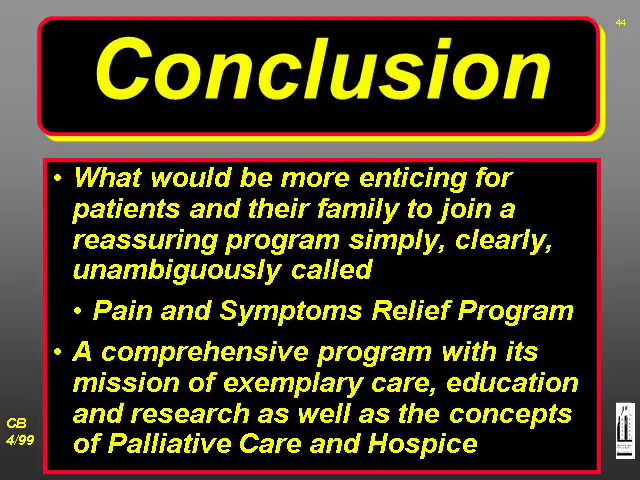 44
Conclusion
• What would be more enticing for
patients and their family to join a
reassuring program simply, clearly,
unambiguously called
• Pain and Symptoms Relief Program
• A comprehensive program with its
mission of exemplary care, education
and research as well as the concepts
of Palliative Care and Hospice
CB
4/99